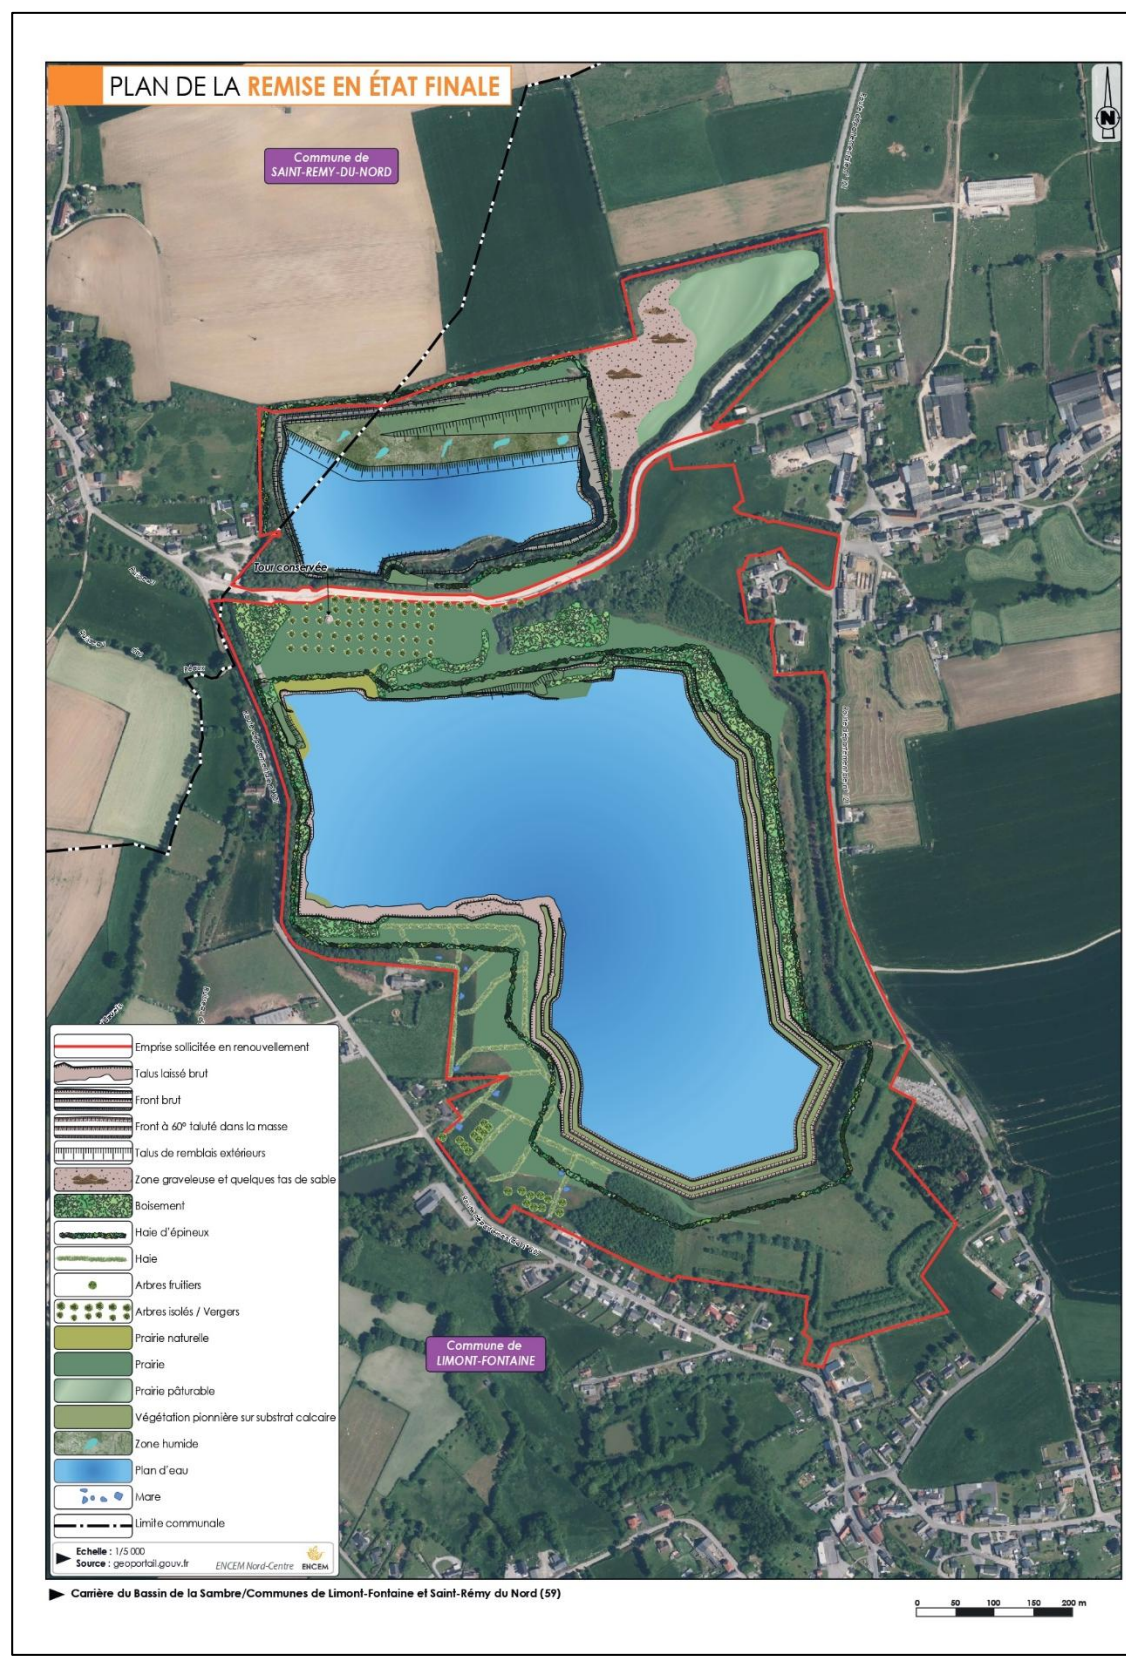 PLAN DE LA REMISE EN ÉTAT FINALE
N
Commune de
SAINT-REMY-DU-NORD
Tour conservée
Commune de
LIMONT-FONTAINE
Emprise sollicitée en renouvellement
Talus laissé brut
Front brut
Front à 60° taluté dans la masse
Talus de remblais extérieurs
Zone graveleuse et quelques tas de sable
Boisement
Haie d'épineux
Haie
Arbres fruitiers
Arbres isolés / Vergers
Prairie naturelle
Prairie
Prairie pâturable
Végétation pionnière sur substrat calcaire
Zone humide
Plan d'eau
Mare
Limite communale
Echelle : 1/5 000
Source : geoportail.gouv.fr
ENCEM Nord-Centre
ENCEM
Carrière du Bassin de la Sambre/Communes de Limont-Fontaine et Saint-Rémy du Nord (59)
0 50 100 150 200 m